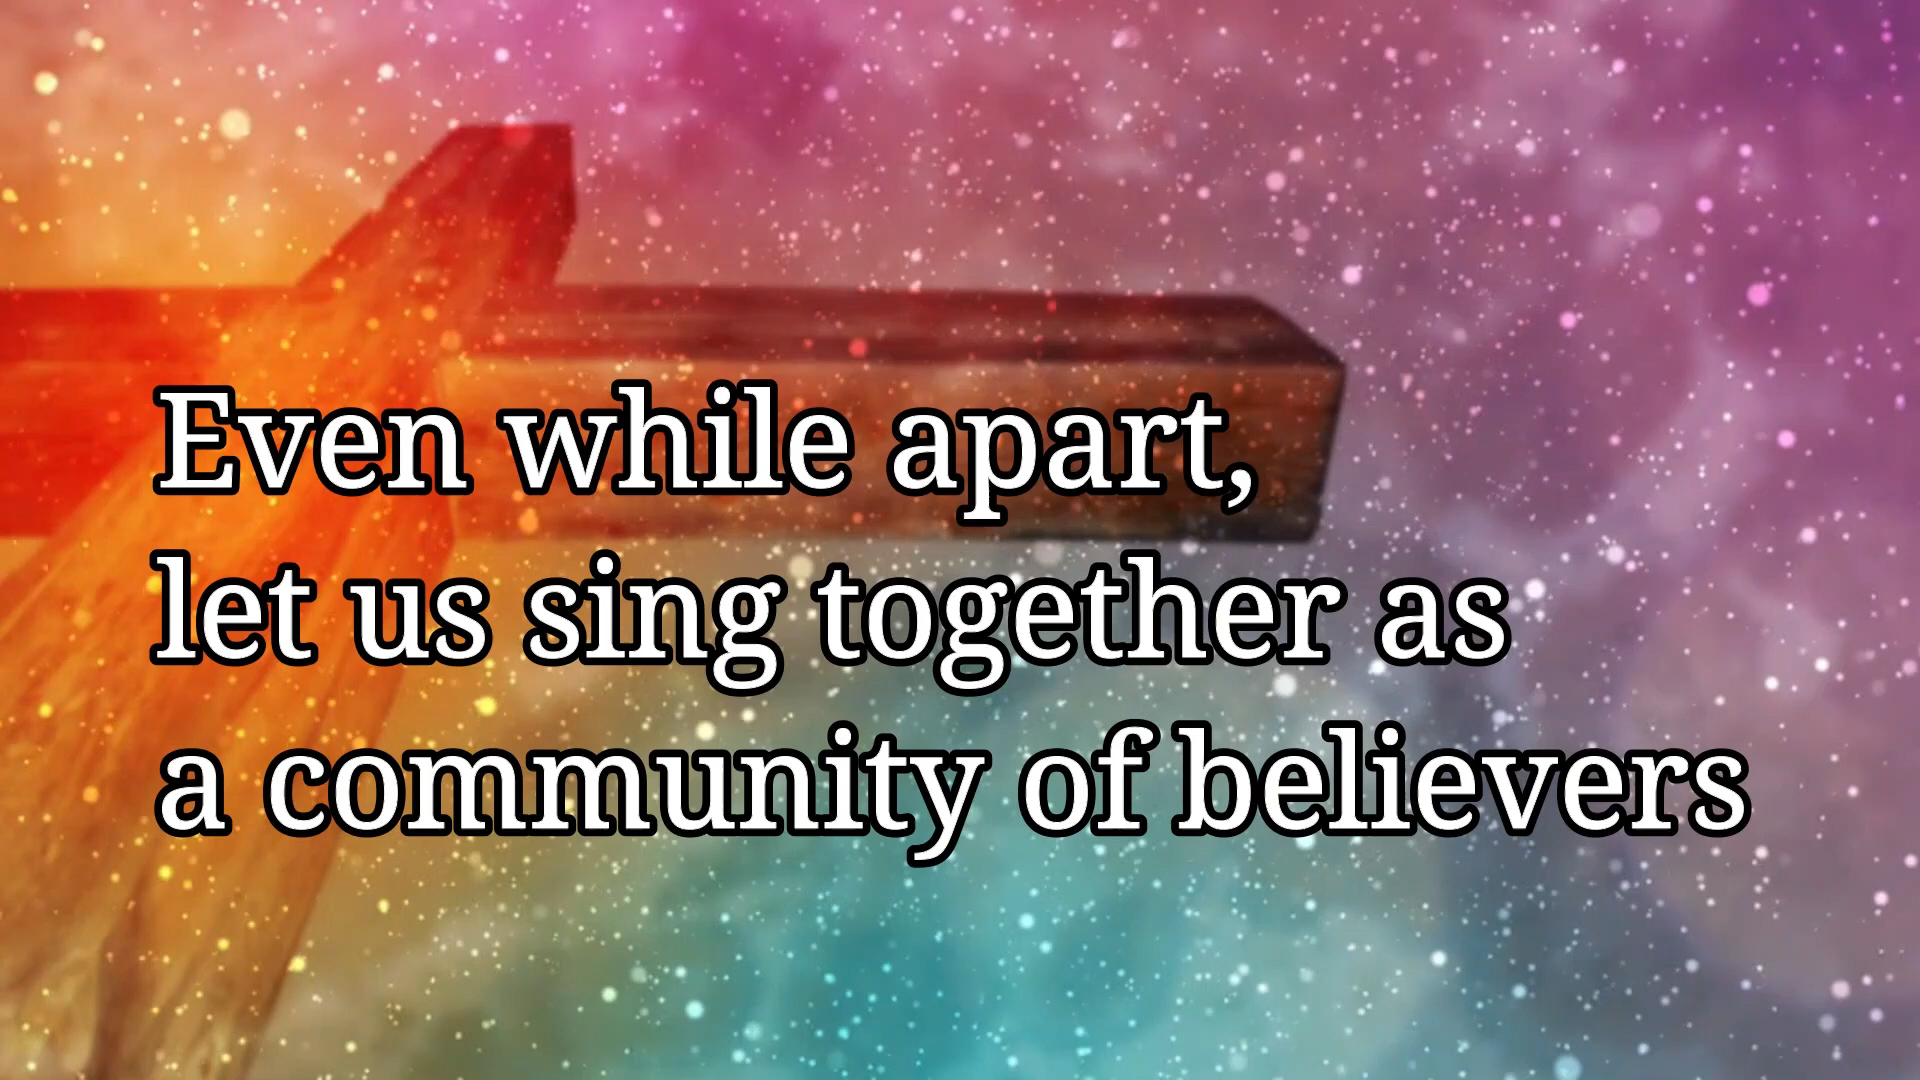 Even while apart,
let us sing together as
a community of believers